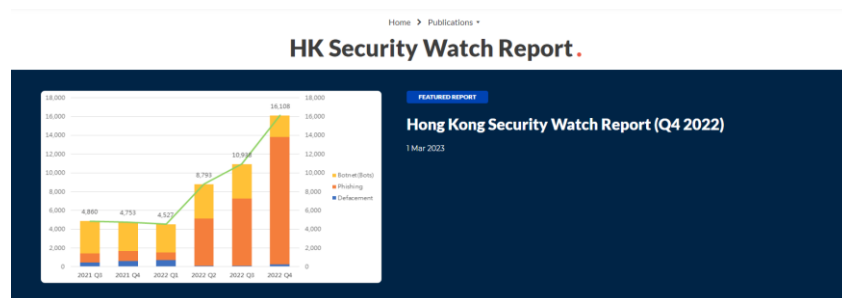 Home > Publications
HK Security Watch Report.
FEATURED REPORT
Hong Kong Security Watch Report (Q4 2022)
1 Mar 2023
18,000
16,000
14,000
12,000
10,000
8,000
6,000
4,000
2,000
0
4,860
4,753
4,527
8,793
10,938
16,108
18,000
16,000
14,000
12,000
10,000
8,000
6,000
4,000
2,000
0
2021 Q3 2021 Q4 2022 Q1 2022 Q2 2022 Q3 2022 Q4
Botnet(Bots)
Phishing
Defacement